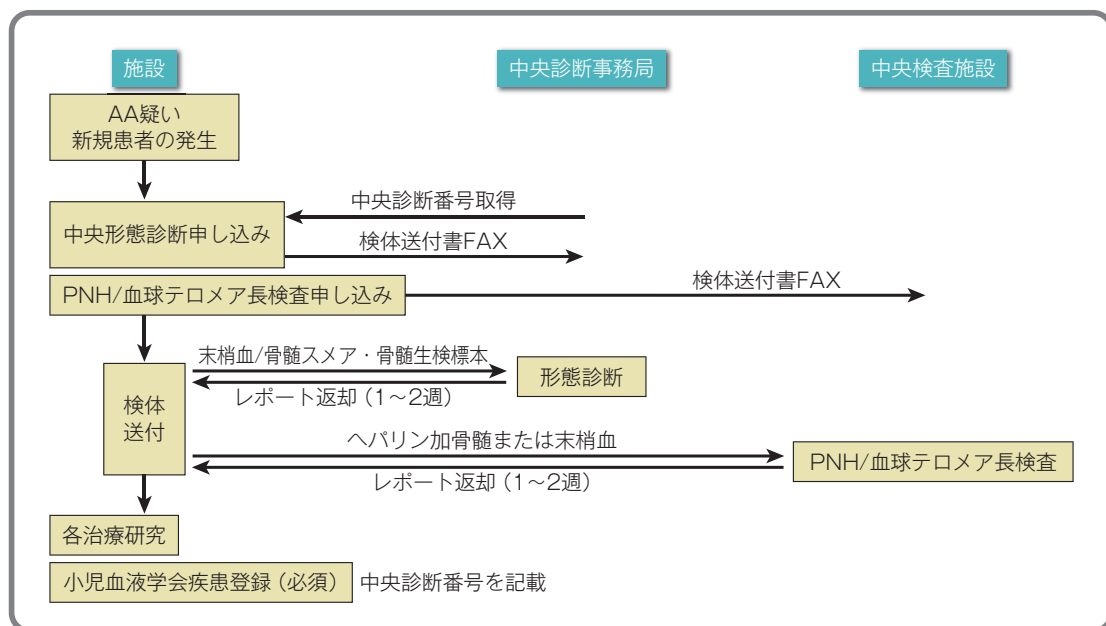 施設
中央診断事務局
中央検査施設
AA疑い
新規患者の発生
中央診断番号取得
中央形態診断申し込み
検体送付書FAX
PNH/血球テロメア長検査申し込み
検体送付書FAX
末梢血/骨髄スメア・骨髄生検標本
形態診断
レポート返却（1～2週）
検体
送付
ヘパリン加骨髄または末梢血
PNH/血球テロメア長検査
レポート返却（1～2週）
各治療研究
小児血液学会疾患登録（必須）
中央診断番号を記載